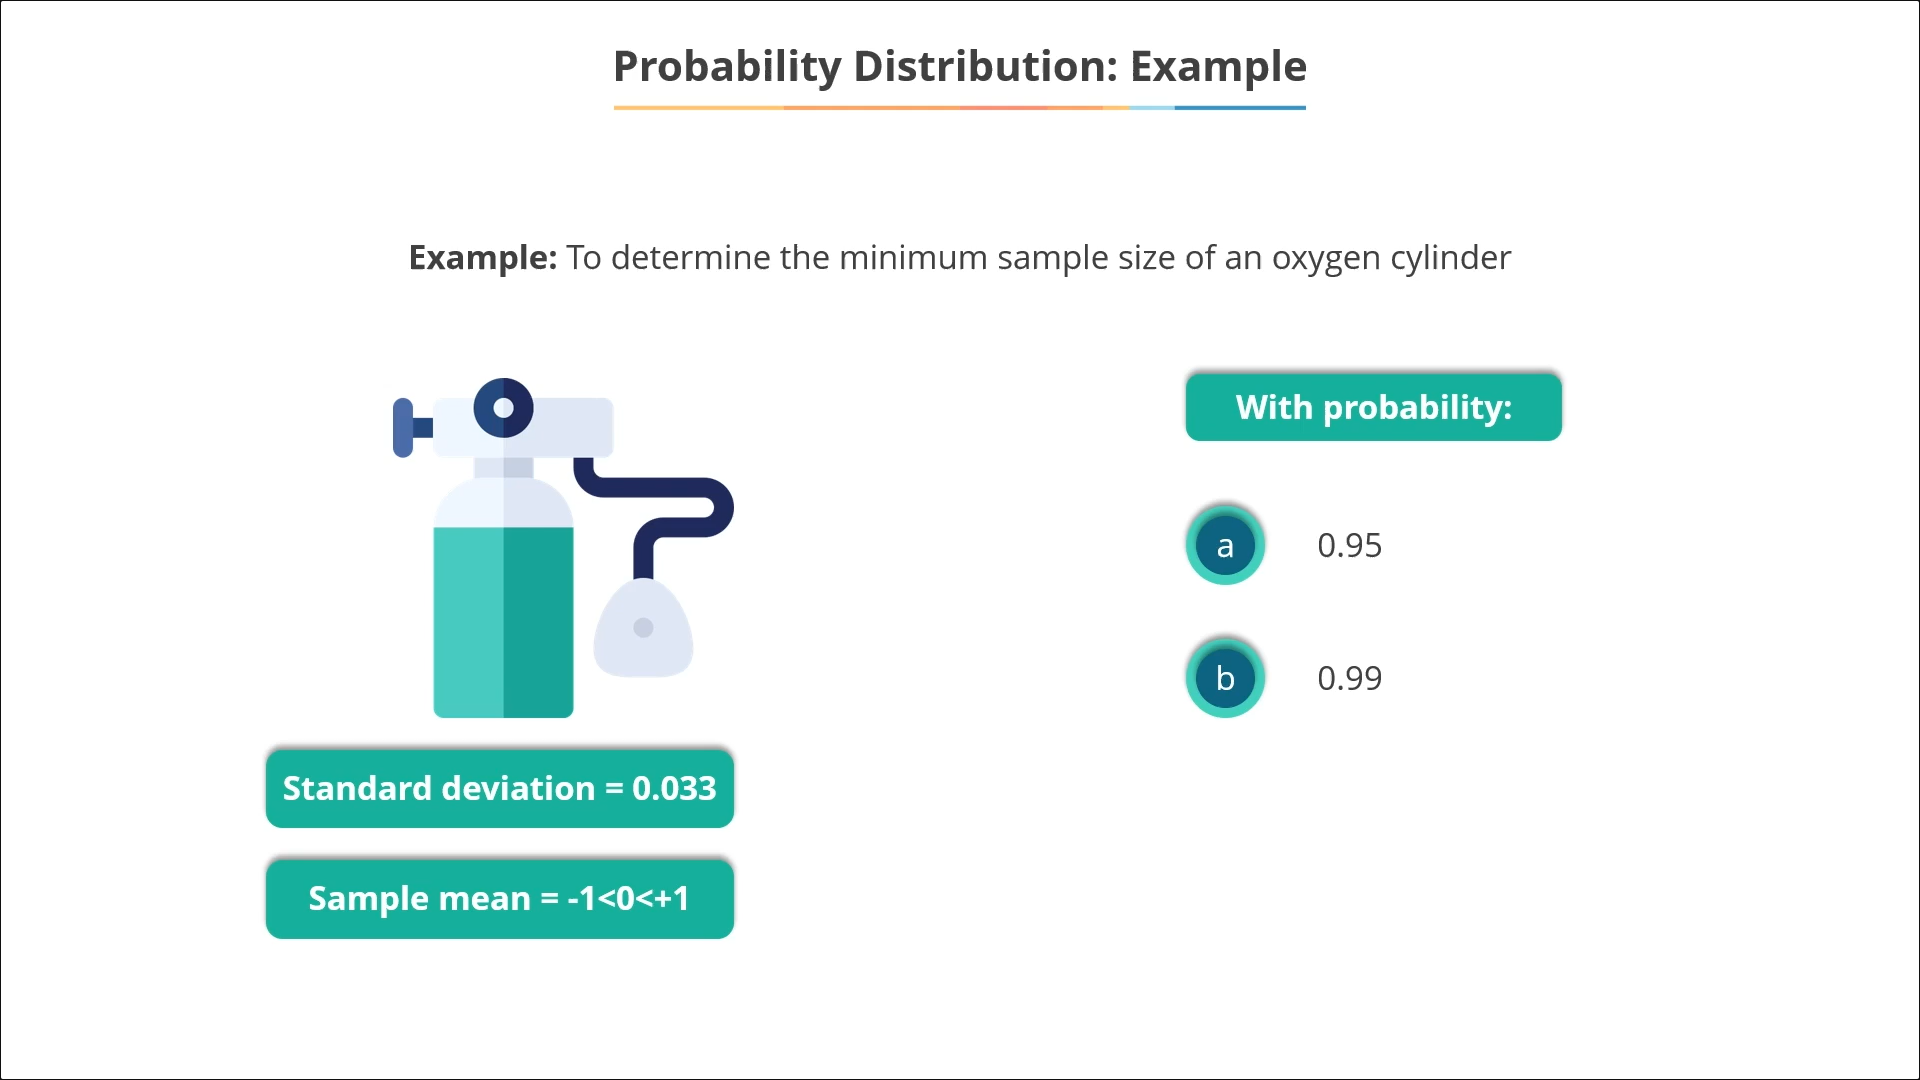 Probability Distribution: Example
Example: To determine the minimum sample size of an oxygen cylinder
Standard deviation = 0.033
Sample mean = -1<0<+1
With probability:
a 0.95
b 0.99